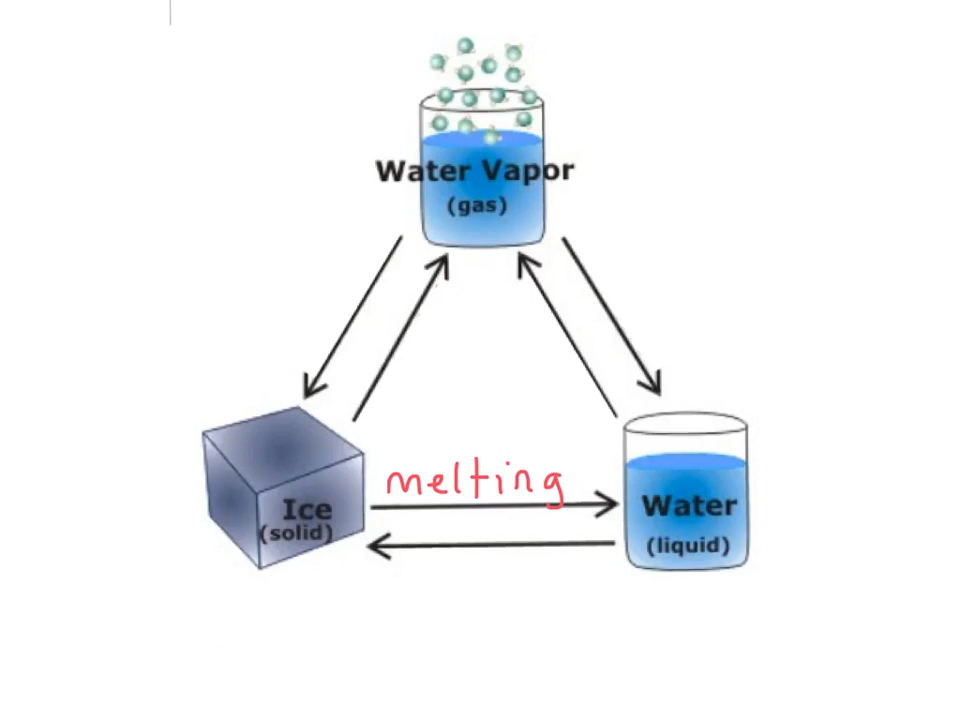 Water Vapor
(gas)
melting
Ice
(solid)
Water
(liquid)